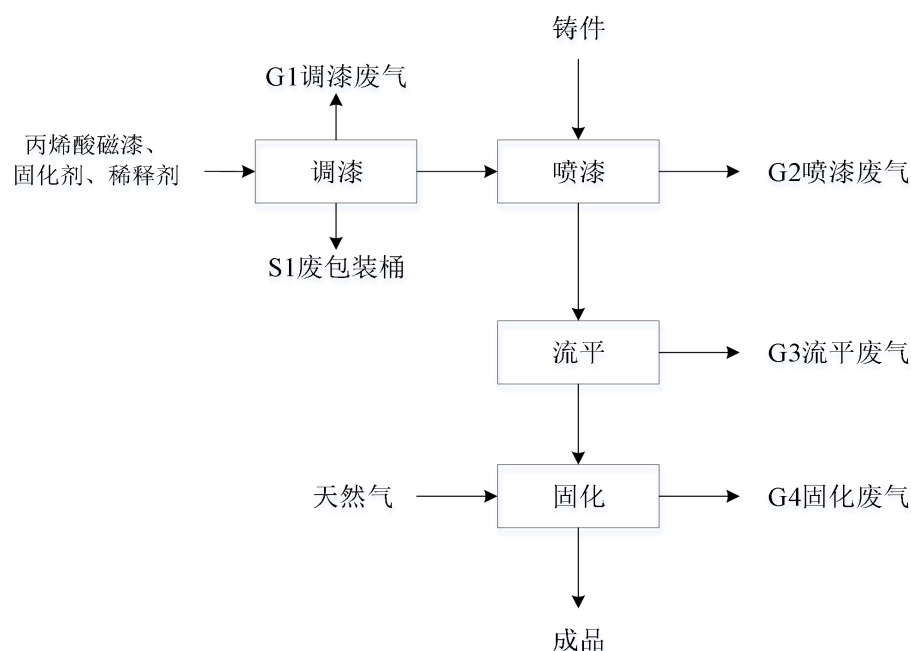 铸件
G1调漆废气
丙烯酸磁漆、
固化剂、稀释剂
调漆
喷漆
G2喷漆废气
S1废包装桶
流平
G3流平废气
天然气
固化
G4固化废气
成品